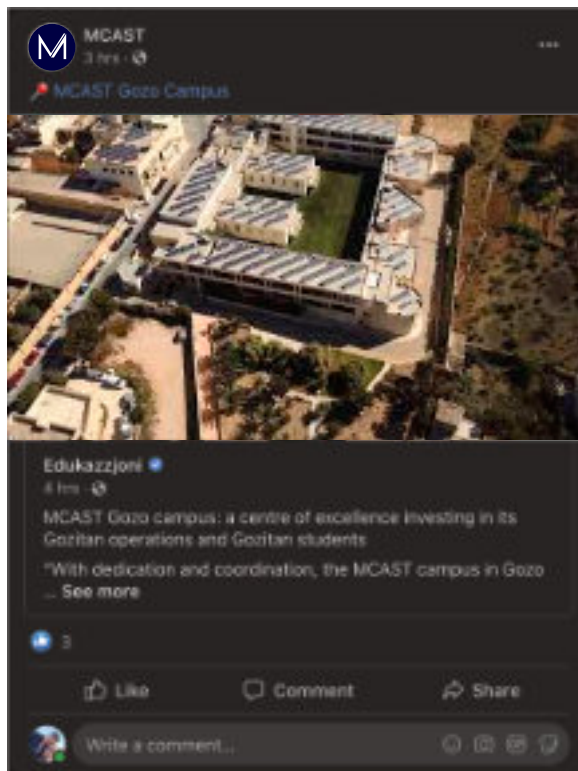 M
MCAST
3 hrs ·
MCAST Gozo Campus
Edukazzjoni
4 hrs ·
MCAST Gozo campus: a centre of excellence investing in its
Gozitan operations and Gozitan students
"With dedication and coordination, the MCAST campus in Gozo
... See more
3
Like Comment Share
Write a comment...